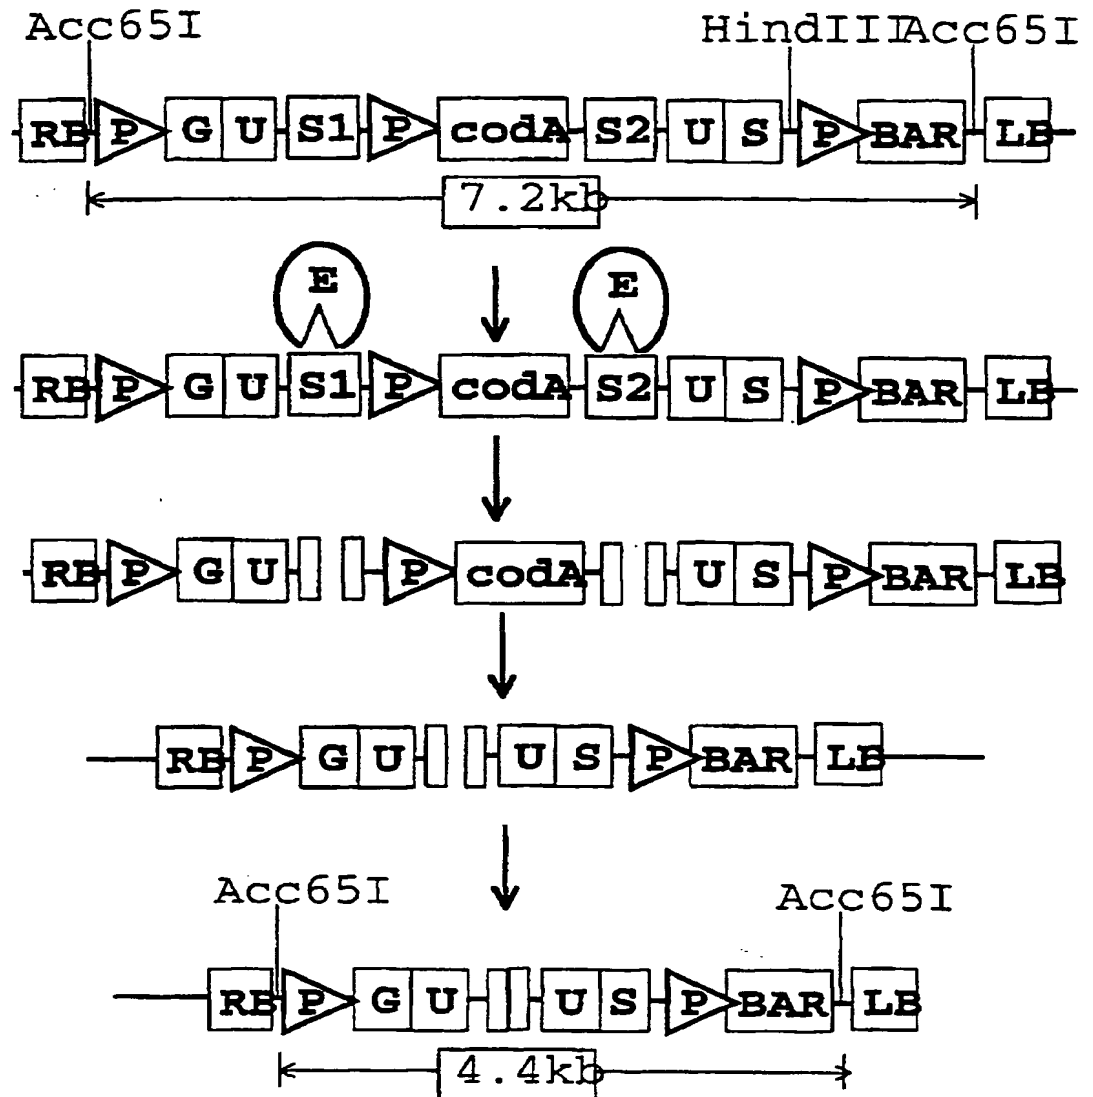 Acc65I HindIII Acc65I
RB P G U S1 P codA S2 U S P BAR LB
7.2kb
E E
RB P G U S1 P codA S2 U S P BAR LB
RB P G U P codA U S P BAR LB
RB P G U U S P BAR LB
Acc65I Acc65I
RB P G U U S P BAR LB
4.4kb